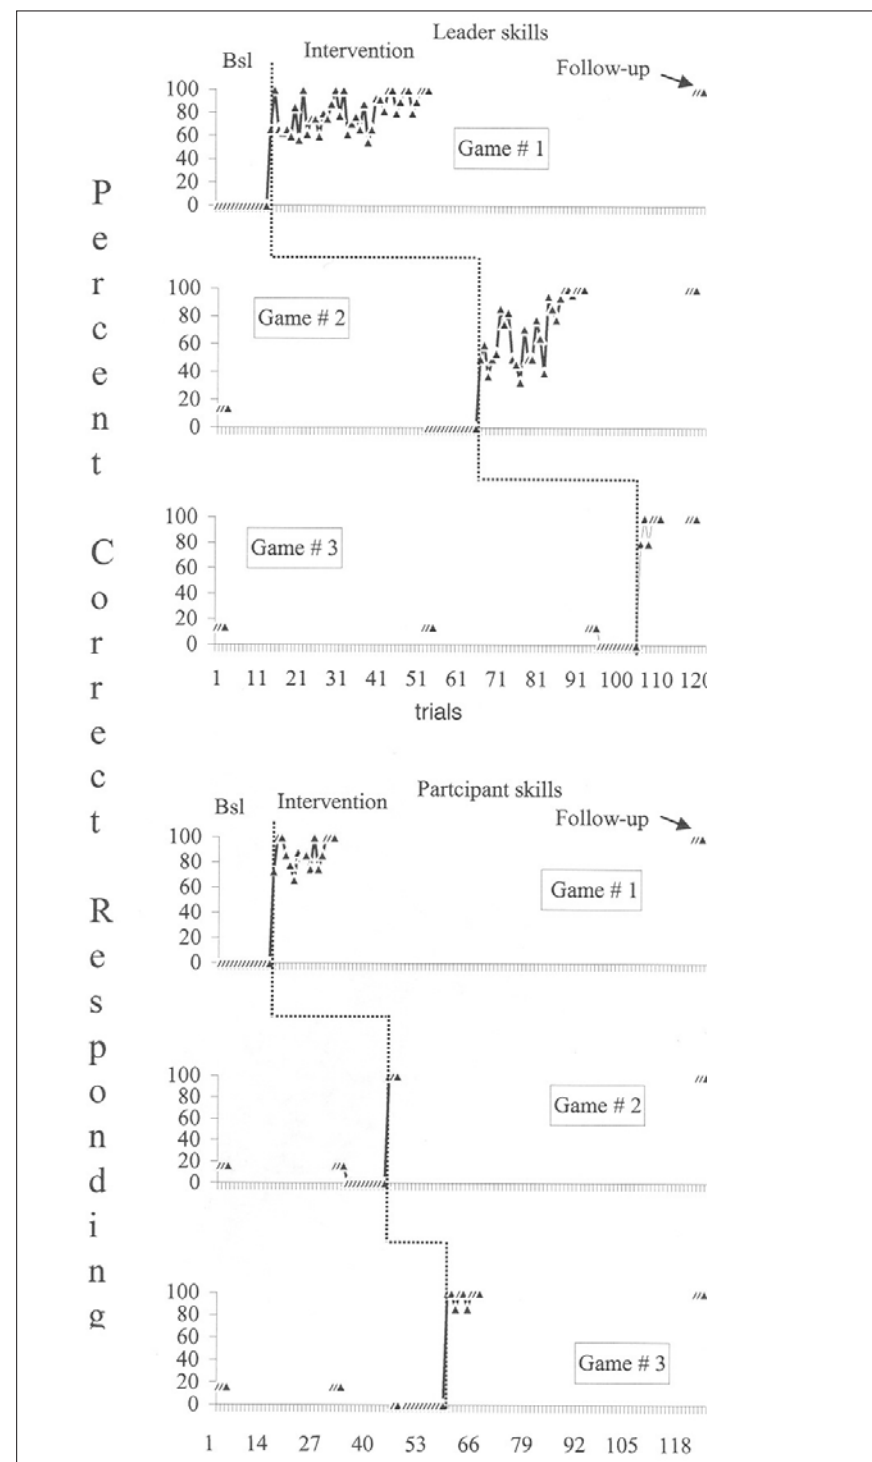 Leader skills
Bsl Intervention
Follow-up
100
80
60
40
20
0
Game # 1
100
80
60
40
20
0
Game # 2
100
80
60
40
20
0
Game # 3
1 11 21 31 41 51 61 71 81 91 100 110 120
trials
Percent Correct Responding
Partcipant skills
Bsl Intervention
Follow-up
100
80
60
40
20
0
Game # 1
100
80
60
40
20
0
Game # 2
100
80
60
40
20
0
Game # 3
1 14 27 40 53 66 79 92 105 118